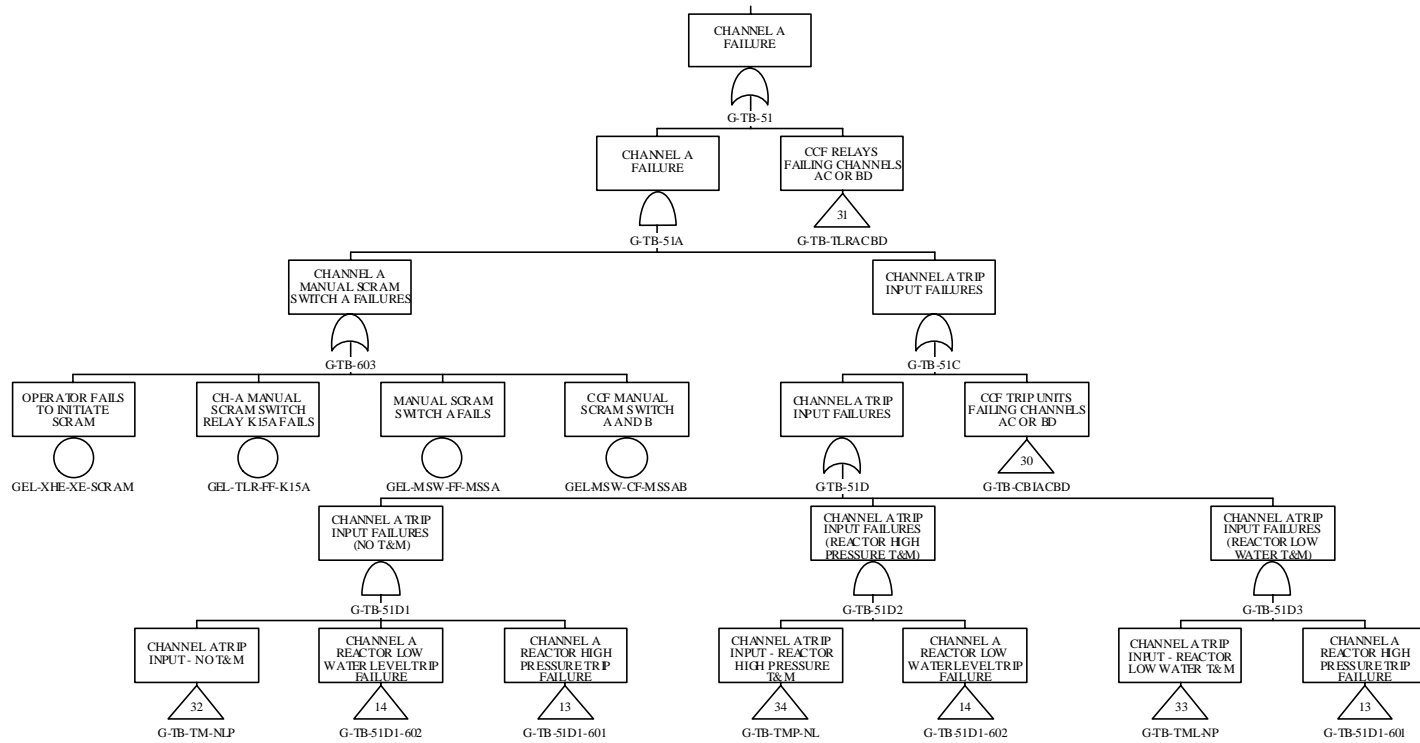 CHANNEL A
FAILURE
G-TB-51
CHANNEL A
FAILURE
G-TB-51A
CCF RELAYS
FAILING CHANNELS
AC OR BD
31
G-TB-TLRACBD
CHANNEL A
MANUAL SCRAM
SWITCH A FAILURES
G-TB-603
CHANNEL A TRIP
INPUT FAILURES
G-TB-51C
OPERATOR FAILS
TO INITIATE
SCRAM
GEL-XHE-XE-SCRAM
CH-A MANUAL
SCRAM SWITCH
RELAY K15A FAILS
GEL-TLR-FF-K15A
MANUAL SCRAM
SWITCH A FAILS
GEL-MSW-FF-MSSA
CCF MANUAL
SCRAM SWITCH
A AND B
GEL-MSW-CF-MSSAB
CHANNEL A TRIP
INPUT FAILURES
G-TB-51D
CCF TRIP UNITS
FAILING CHANNELS
AC OR BD
30
G-TB-CBIACBD
CHANNEL A TRIP
INPUT FAILURES
(NO T&M)
G-TB-51D1
CHANNEL A TRIP
INPUT FAILURES
(REACTOR HIGH
PRESSURE T&M)
G-TB-51D2
CHANNEL A TRIP
INPUT FAILURES
(REACTOR LOW
WATER T&M)
G-TB-51D3
CHANNEL A TRIP
INPUT - NO T&M
32
G-TB-TM-NLP
CHANNEL A
REACTOR LOW
WATER LEVEL TRIP
FAILURE
14
G-TB-51D1-602
CHANNEL A
REACTOR HIGH
PRESSURE TRIP
FAILURE
13
G-TB-51D1-601
CHANNEL A TRIP
INPUT - REACTOR
HIGH PRESSURE
T&M
34
G-TB-TMP-NL
CHANNEL A
REACTOR LOW
WATER LEVEL TRIP
FAILURE
14
G-TB-51D1-602
CHANNEL A TRIP
INPUT - REACTOR
LOW WATER T&M
33
G-TB-TML-NP
CHANNEL A
REACTOR HIGH
PRESSURE TRIP
FAILURE
13
G-TB-51D1-601